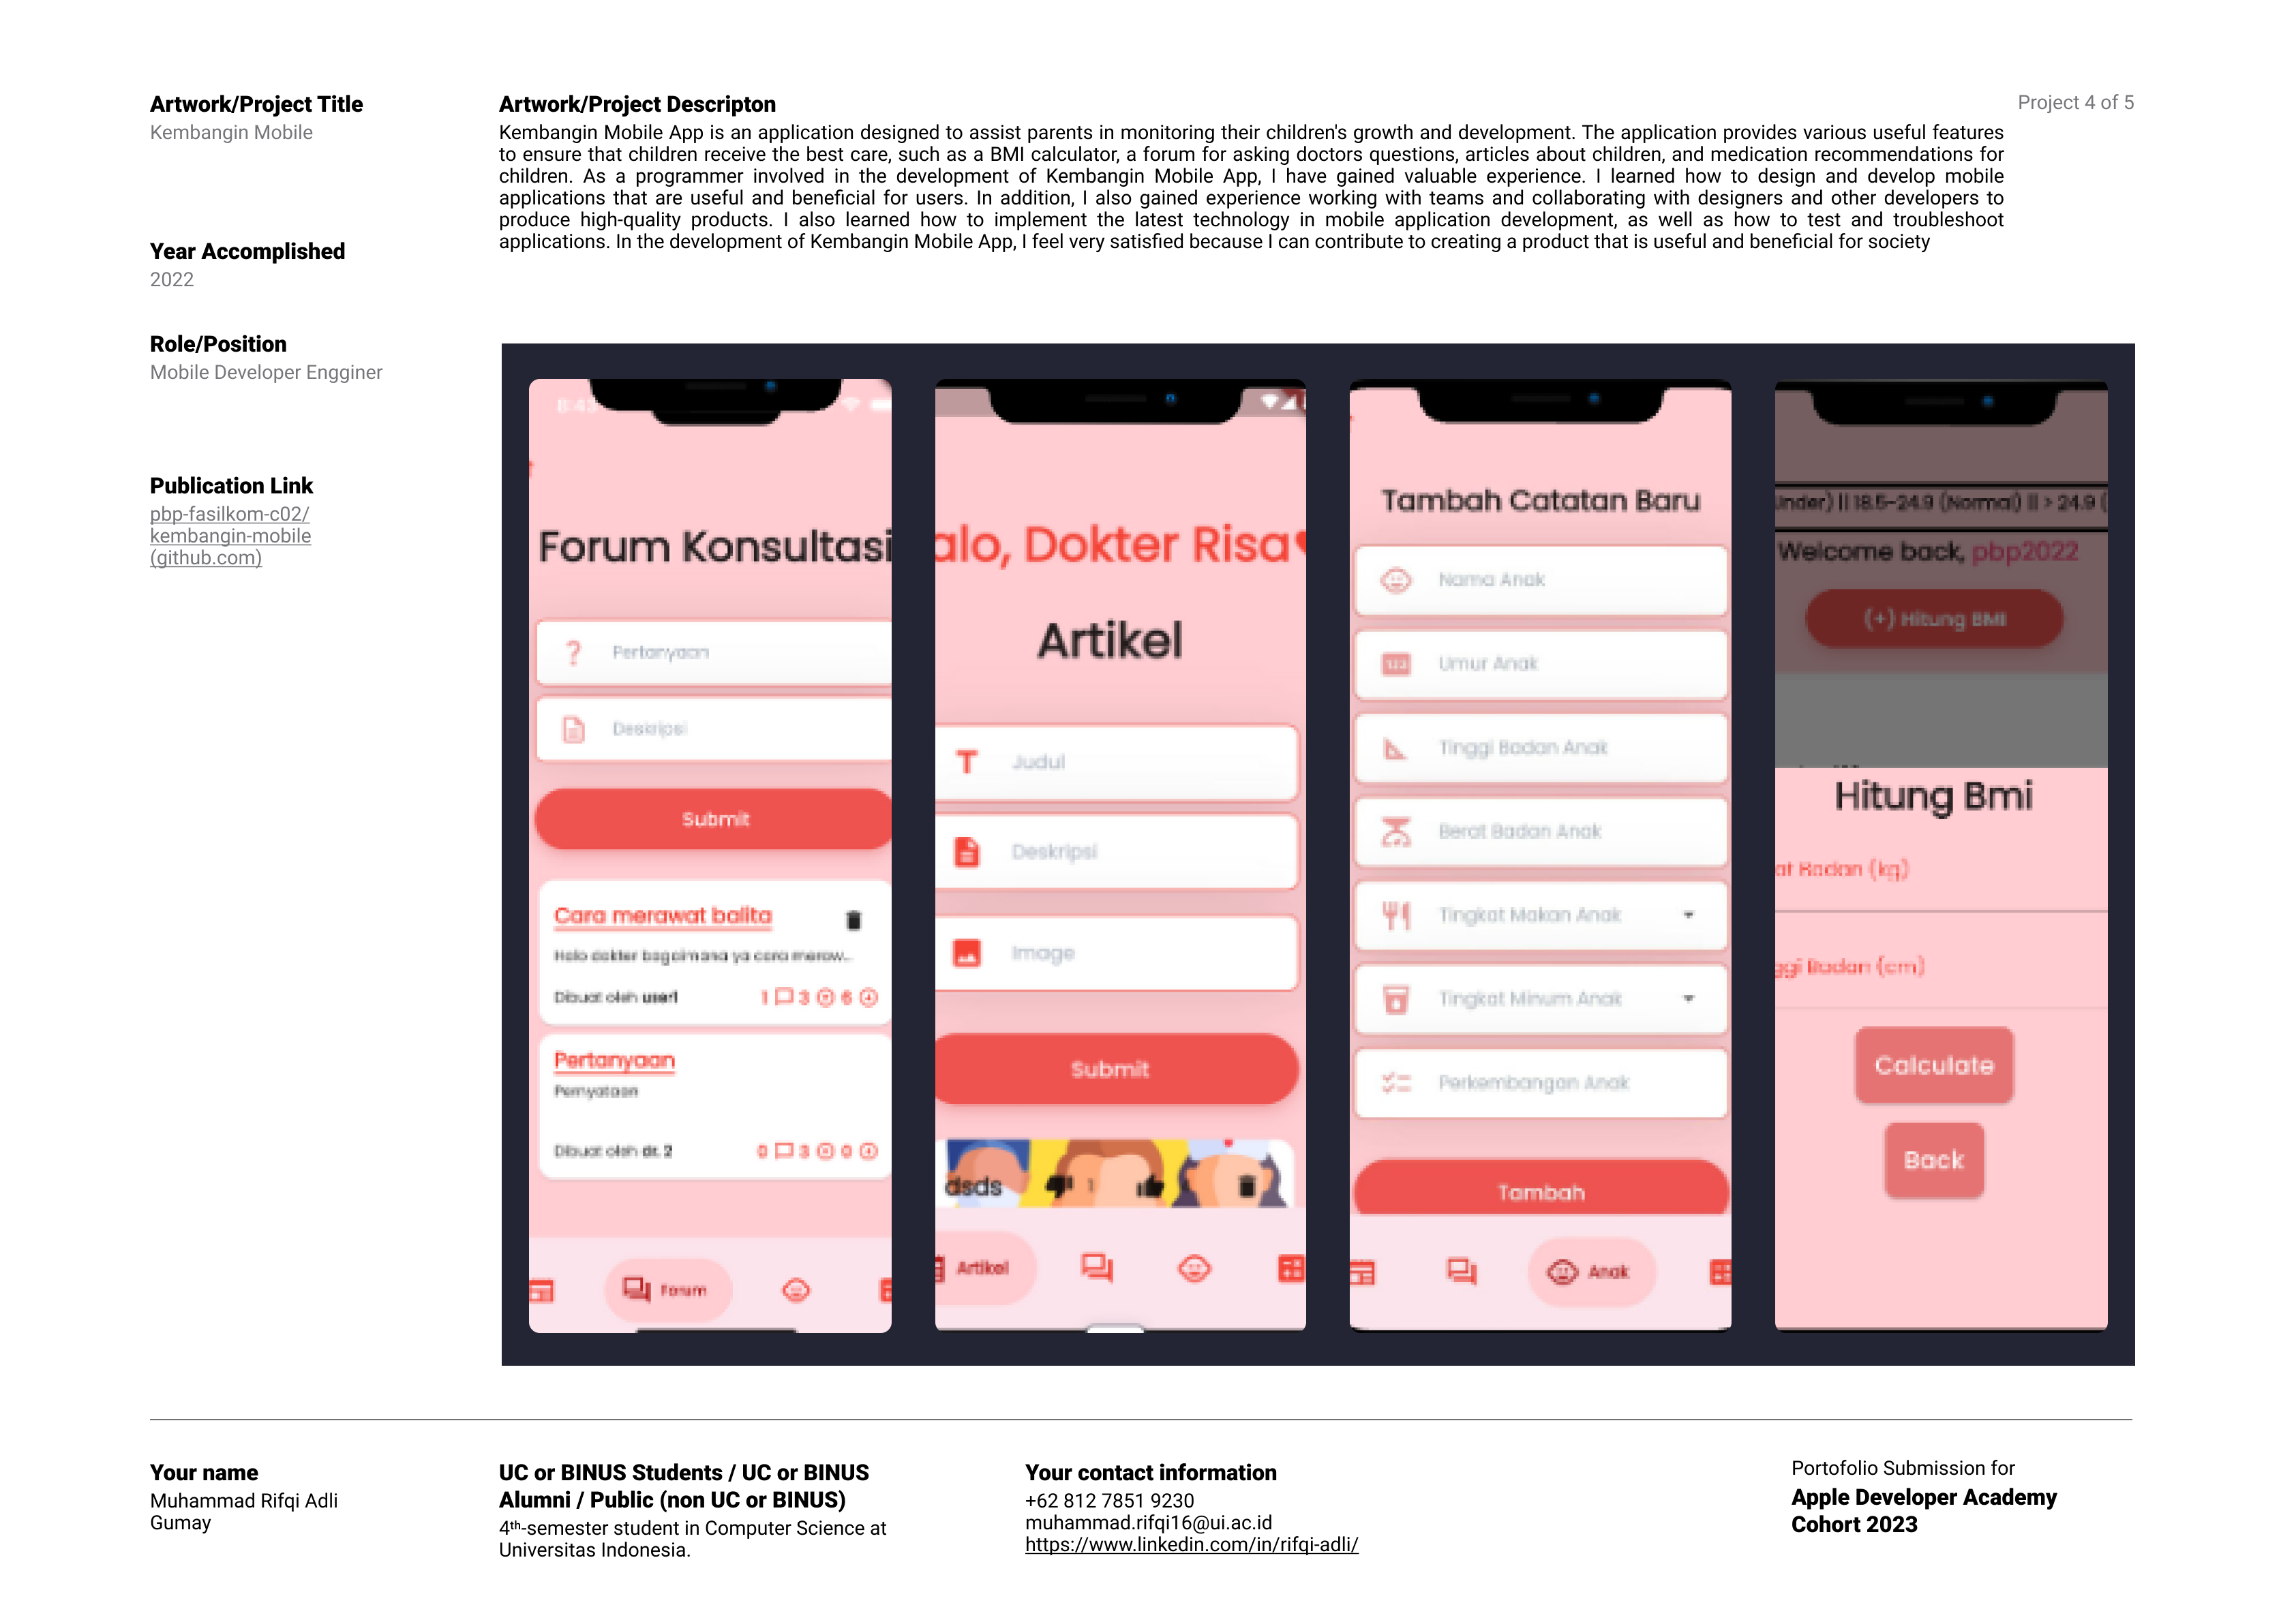 Artwork/Project Title
Kembangin Mobile
Year Accomplished
2022
Role/Position
Mobile Developer Engginer
Publication Link
pbp-fasilkom-c02/
kembangin-mobile
(github.com)
Artwork/Project Descripton
Kembangin Mobile App is an application designed to assist parents in monitoring their children's growth and development. The application provides various useful features
to ensure that children receive the best care, such as a BMI calculator, a forum for asking doctors questions, articles about children, and medication recommendations for
children. As a programmer involved in the development of Kembangin Mobile App, I have gained valuable experience. I learned how to design and develop mobile
applications that are useful and beneficial for users. In addition, I also gained experience working with teams and collaborating with designers and other developers to
produce high-quality products. I also learned how to implement the latest technology in mobile application development, as well as how to test and troubleshoot
applications. In the development of Kembangin Mobile App, I feel very satisfied because I can contribute to creating a product that is useful and beneficial for society
Project 4 of 5
Forum Konsultasi
Pertanyaan
Deskripsi
Submit
Cara merawat balita
Halo dokter bagaimana ya cara meraw...
Dibuat oleh user1
1 3 6
Pertanyaan
Pernyataan
Dibuat oleh dr. 2
0 3 0
Forum
alo, Dokter Risa
Artikel
Judul
Deskripsi
Image
Submit
dsds 1
Artikel
Tambah Catatan Baru
Nama Anak
Umur Anak
Tinggi Badan Anak
Berat Badan Anak
Tingkat Makan Anak
Tingkat Minum Anak
Perkembangan Anak
Tambah
Anak
Under) || 18.5-24.9 (Normal) || > 24.9 (
Welcome back, pbp2022
(+) Hitung BMI
Hitung Bmi
at Badan (kg)
ggi Badan (cm)
Calculate
Back
Your name
Muhammad Rifqi Adli
Gumay
UC or BINUS Students / UC or BINUS
Alumni / Public (non UC or BINUS)
4th-semester student in Computer Science at
Universitas Indonesia.
Your contact information
+62 812 7851 9230
muhammad.rifqi16@ui.ac.id
https://www.linkedin.com/in/rifqi-adli/
Portofolio Submission for
Apple Developer Academy
Cohort 2023